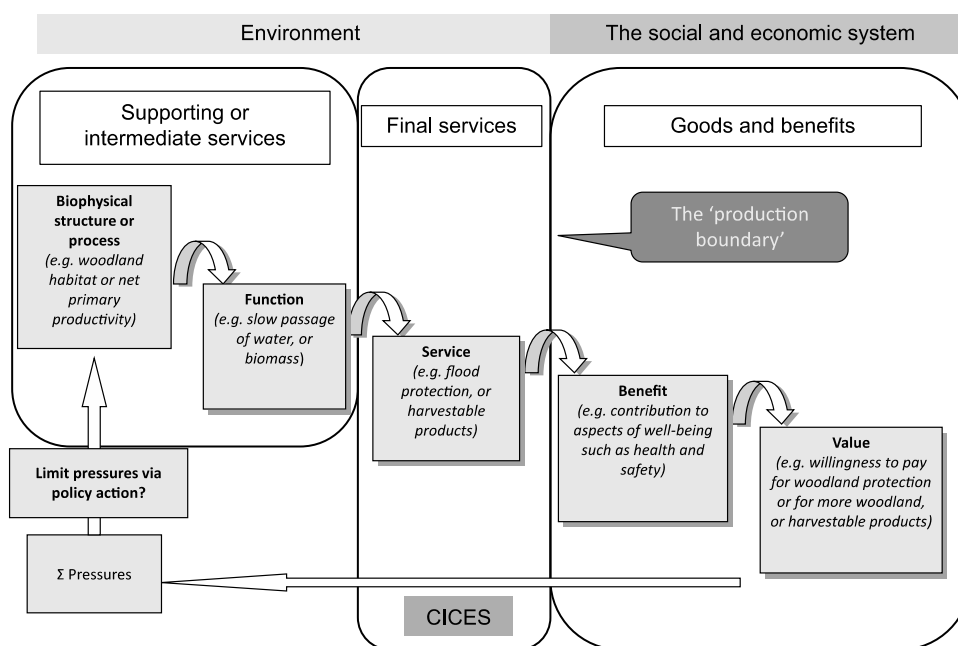 Environment
The social and economic system
Supporting or
intermediate services
Final services
Goods and benefits
Biophysical
structure or
process
(e.g. woodland
habitat or net
primary
productivity)
The ‘production
boundary’
Function
(e.g. slow passage
of water, or
biomass)
Service
(e.g. flood
protection, or
harvestable
products)
Benefit
(e.g. contribution to
aspects of well-being
such as health and
safety)
Value
(e.g. willingness to pay
for woodland protection
or for more woodland,
or harvestable products)
Limit pressures via
policy action?
Σ Pressures
CICES